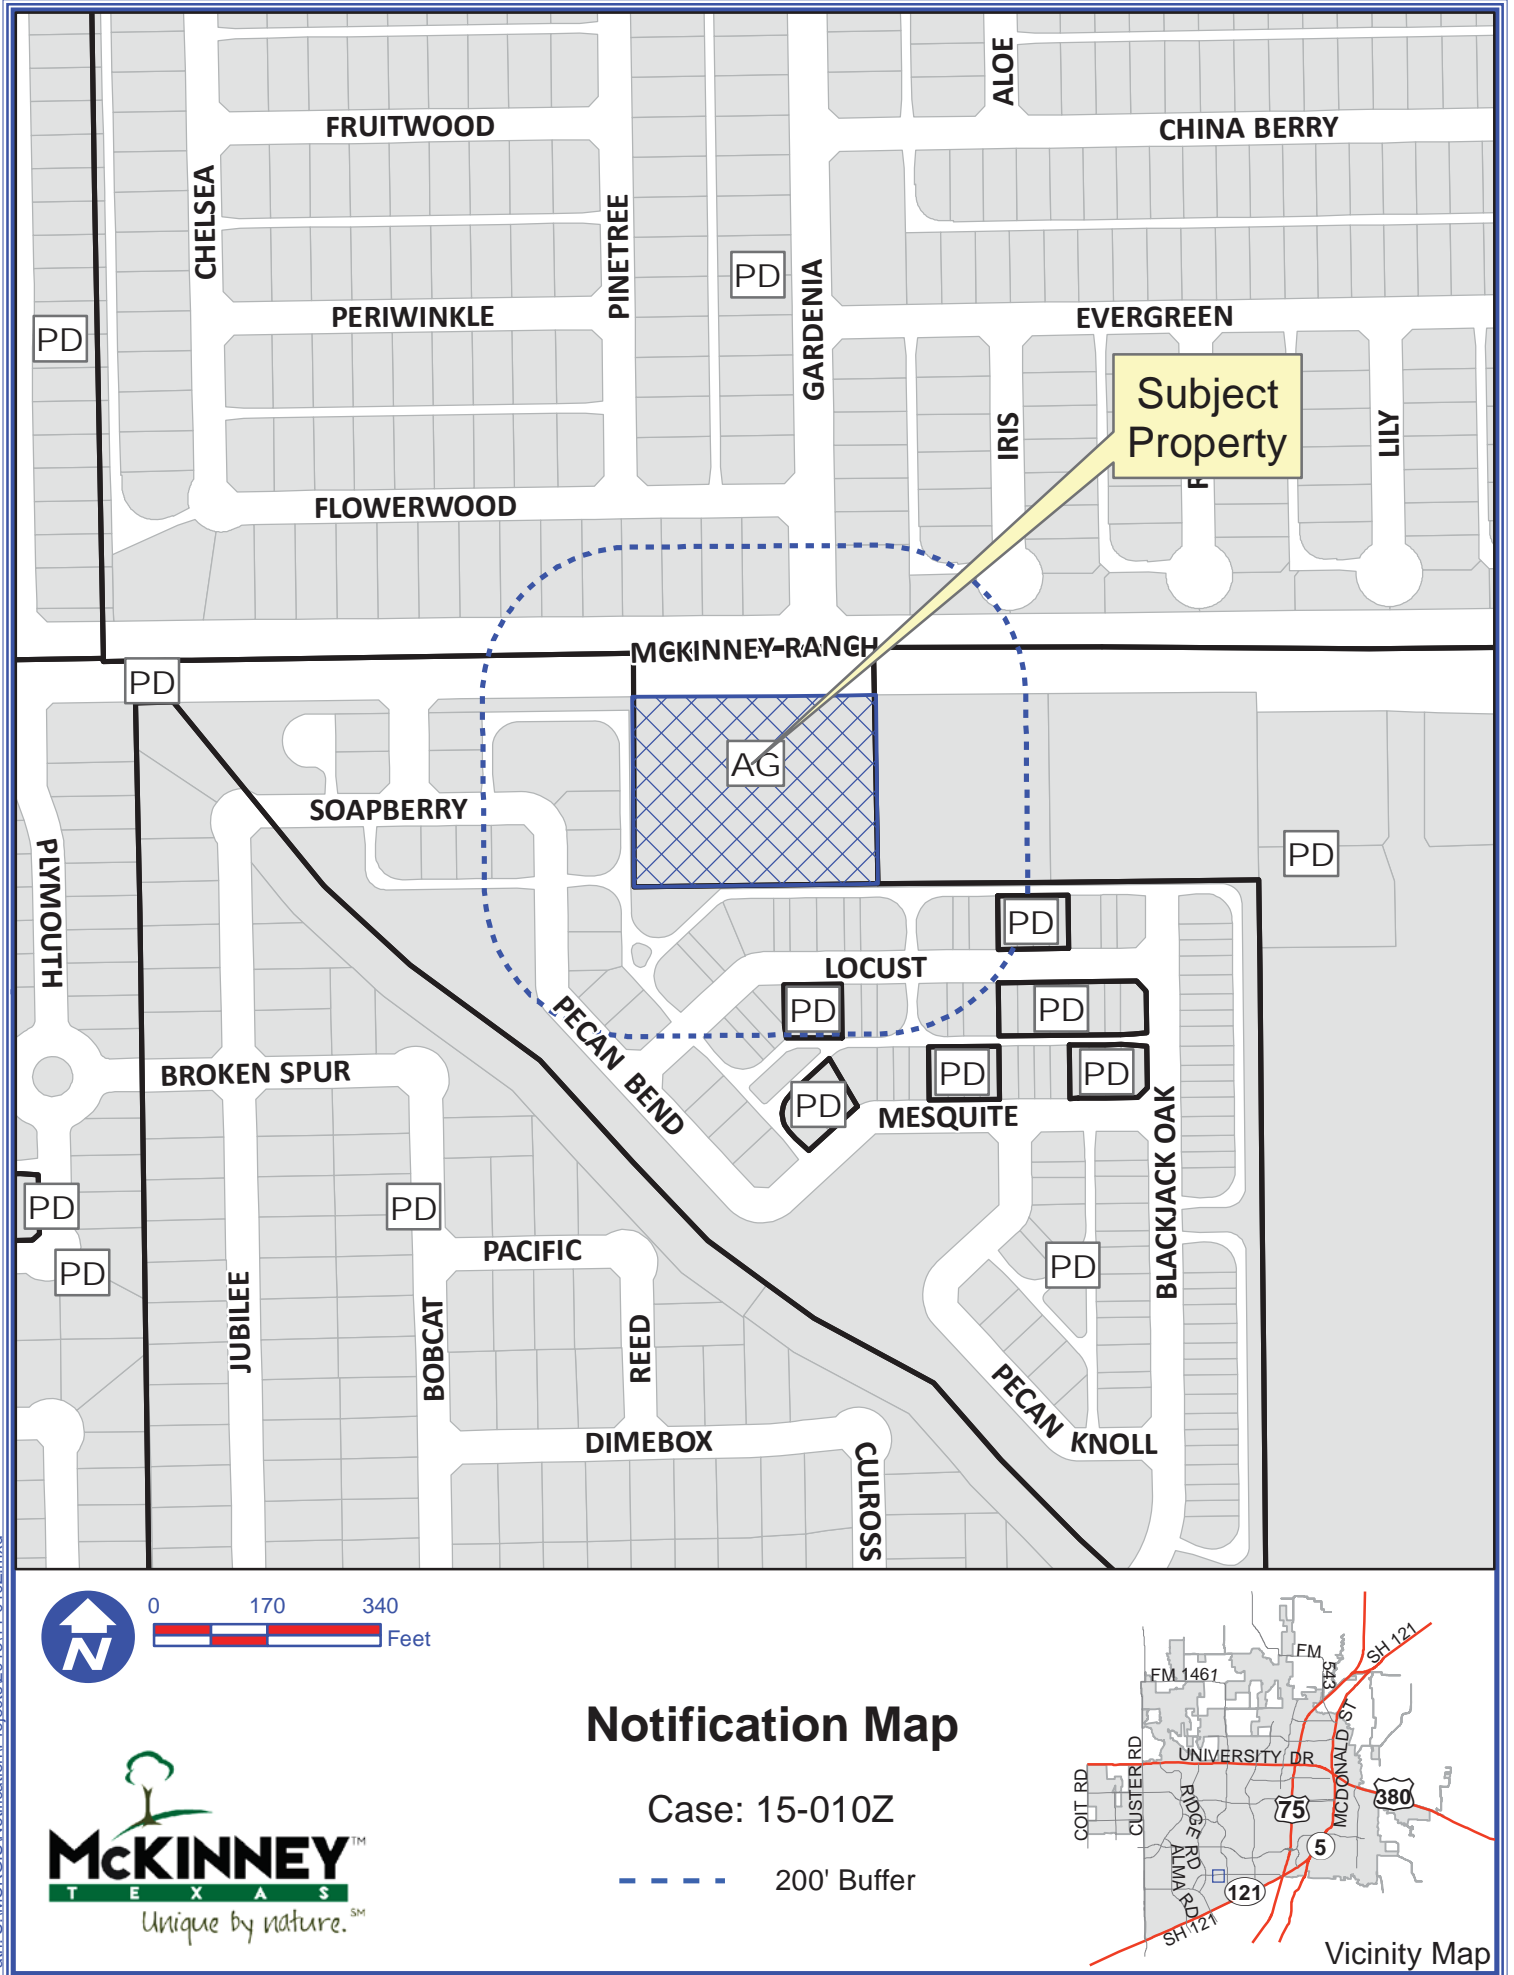 ALOE
FRUITWOOD
CHINA BERRY
CHELSEA
PINETREE
PD
GARDENIA
PERIWINKLE
EVERGREEN
PD
Subject
Property
IRIS
LILY
FLOWERWOOD
MCKINNEY RANCH
PD
AG
SOAPBERRY
PLYMOUTH
PD
PD
LOCUST
PD
PD
PECAN BEND
BROKEN SPUR
PD
PD
PD
MESQUITE
BLACKJACK OAK
PD
PD
PD
PD
PACIFIC
JUBILEE
BOBCAT
REED
PECAN KNOLL
DIMEBOX
CULROSS
0 170 340
Feet
N
Notification Map
Case: 15-010Z
200' Buffer
McKINNEY™
TEXAS
Unique by nature.℠
FM 1461
FM 543
SH 121
UNIVERSITY DR
MCDONALD ST
COIT RD
CUSTER RD
RIDGE RD
ALMA RD
75
380
5
121
SH 121
Vicinity Map